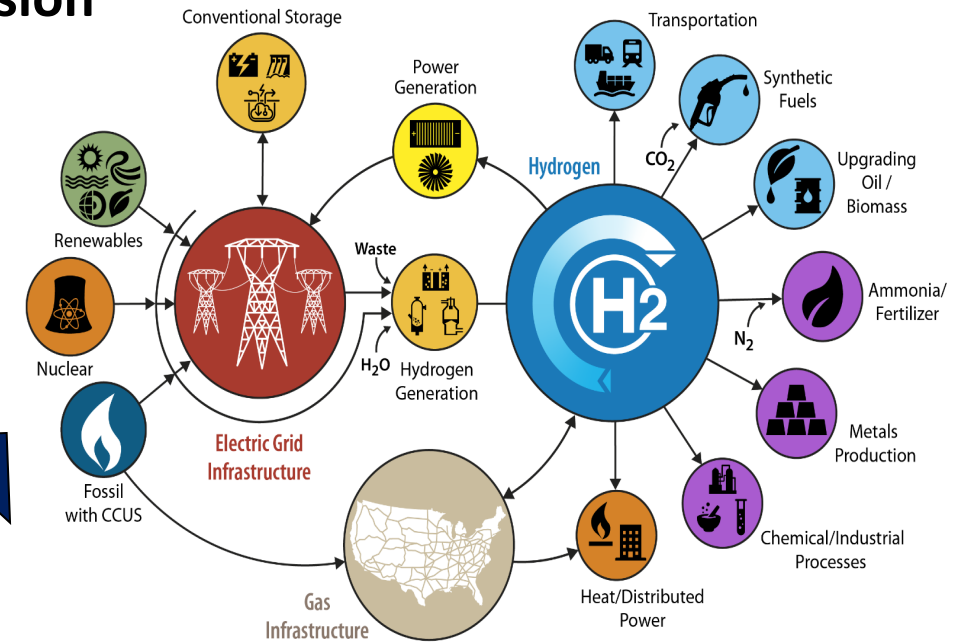 sion
Conventional Storage
Transportation
Power
Generation
Synthetic
Fuels
CO2
Hydrogen
Upgrading
Oil /
Biomass
Renewables
Waste
H2
Ammonia/
Fertilizer
N2
Nuclear
H2O
Hydrogen
Generation
Electric Grid
Infrastructure
Metals
Production
Fossil
with CCUS
Chemical/Industrial
Processes
Gas
Infrastructure
Heat/Distributed
Power